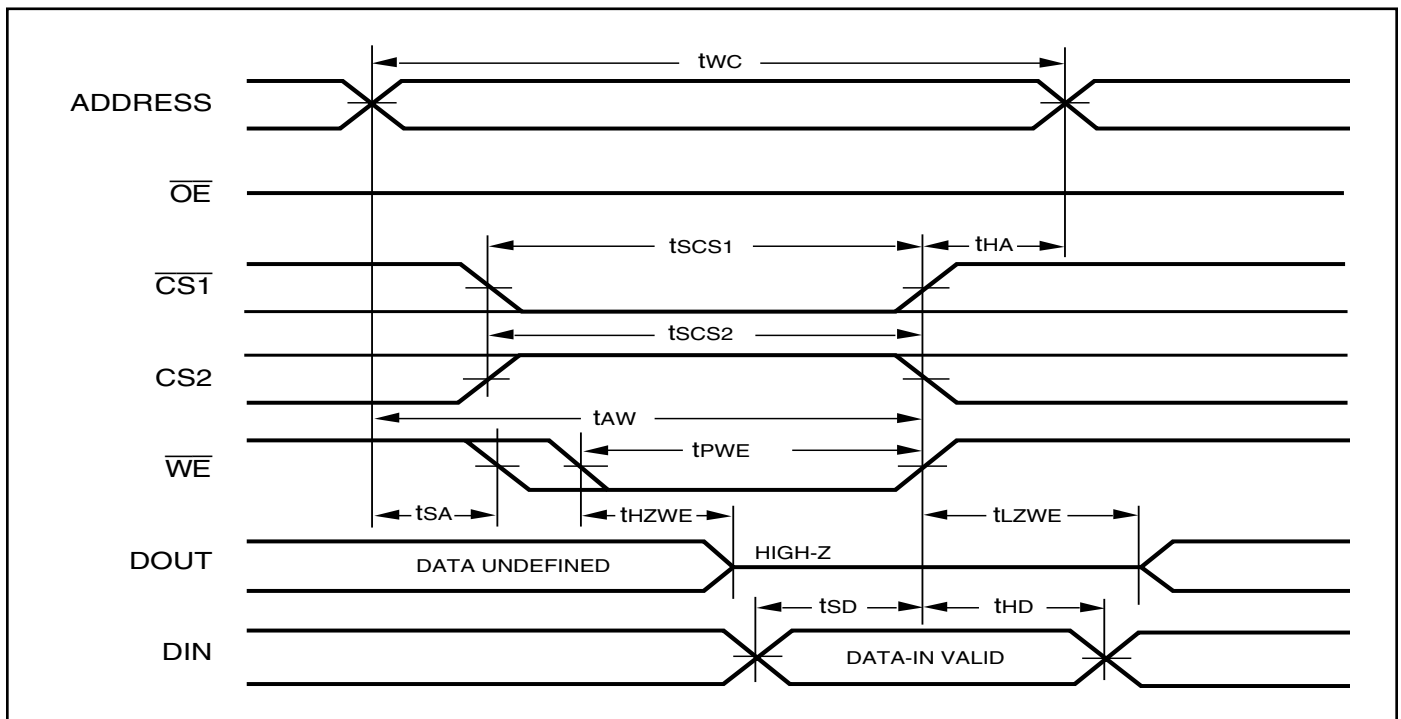 tWC
ADDRESS
OE
tSCS1
tHA
CS1
tSCS2
CS2
tAW
tPWE
WE
tSA
tHZWE
tLZWE
DOUT
DATA UNDEFINED
HIGH-Z
tSD
tHD
DIN
DATA-IN VALID